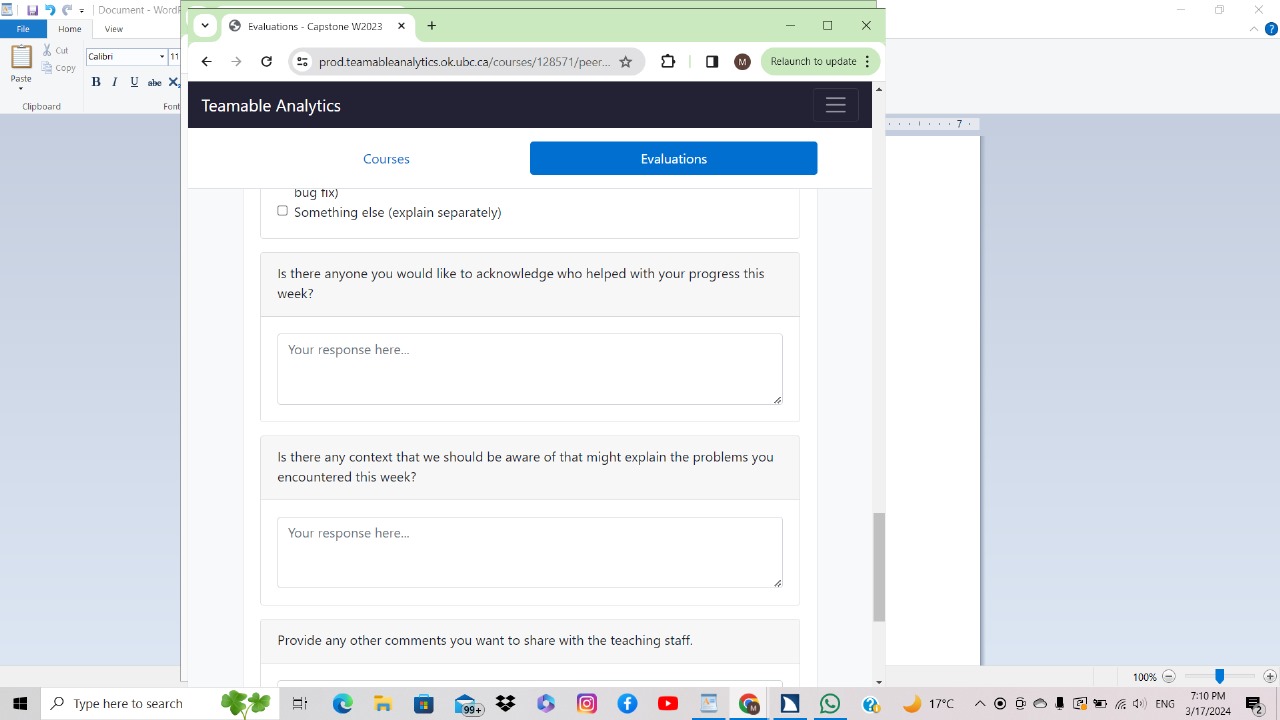 Document - Word
File
Home
View
Cut
Copy
Paste
Calibri
11
B I U abc X
Clipboard
Font
Evaluations - Capstone W2023
prod.teamableanalytics.ok.ubc.ca/courses/128571/peer...
M
Relaunch to update
Teamable Analytics
Courses
Evaluations
bug fix)
Something else (explain separately)
Is there anyone you would like to acknowledge who helped with your progress this
week?
Your response here...
Is there any context that we should be aware of that might explain the problems you
encountered this week?
Your response here...
Provide any other comments you want to share with the teaching staff.
7
100%
Type here to search
99+
M
17°C
7:10 PM
3/17/2024
2